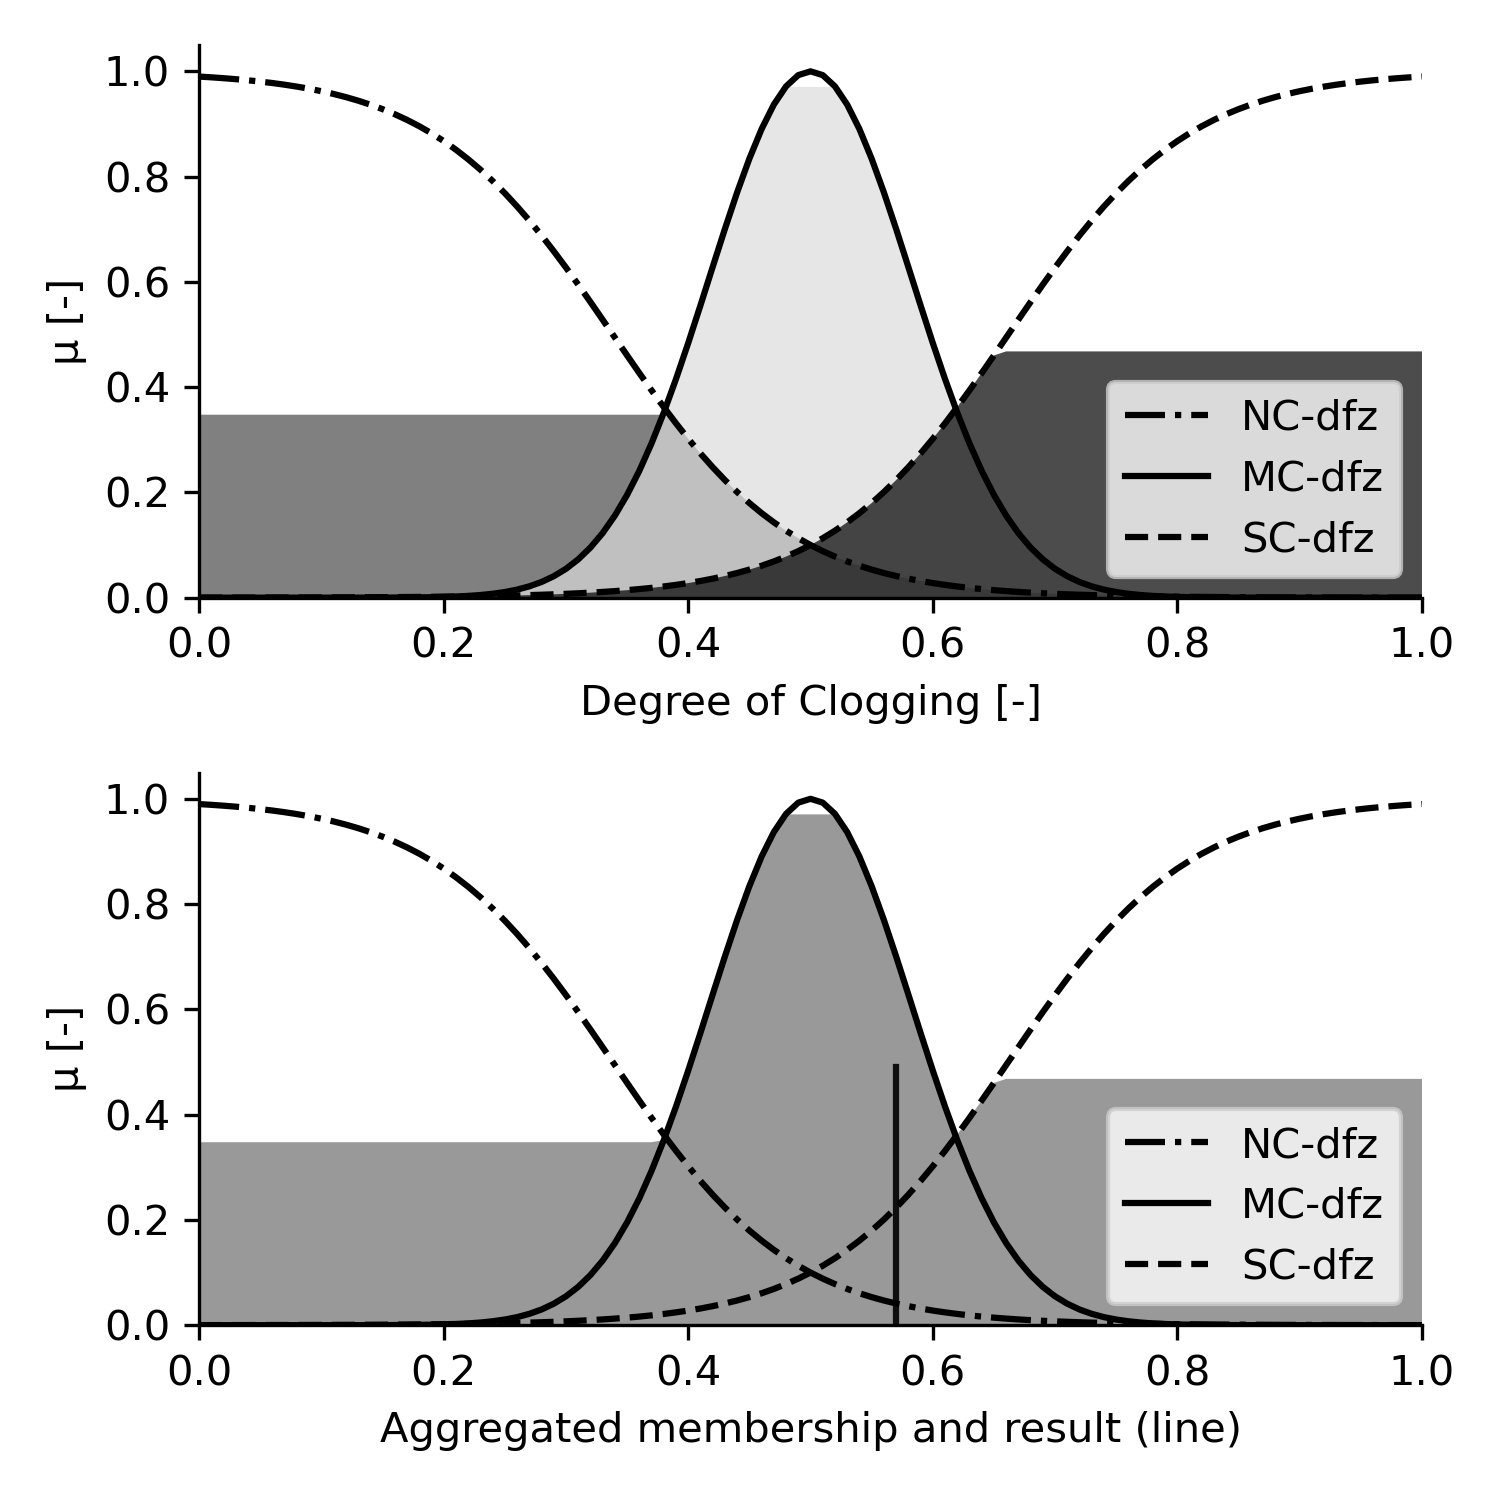 1.0
0.8
0.6
0.4
0.2
0.0
μ [-]
NC-dfz
MC-dfz
SC-dfz
0.0 0.2 0.4 0.6 0.8 1.0
Degree of Clogging [-]
1.0
0.8
0.6
0.4
0.2
0.0
μ [-]
NC-dfz
MC-dfz
SC-dfz
0.0 0.2 0.4 0.6 0.8 1.0
Aggregated membership and result (line)